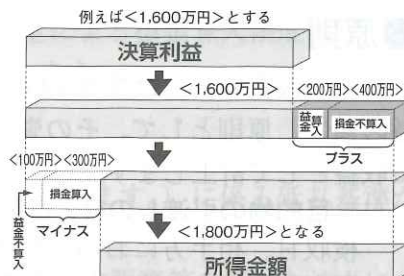 例えば<1,600万円>とする
決算利益
<1,600万円>
<200万円><400万円>
益金算入
損金不算入
プラス
<100万円><300万円>
損金算入
益金不算入
マイナス
<1,800万円>となる
所得金額